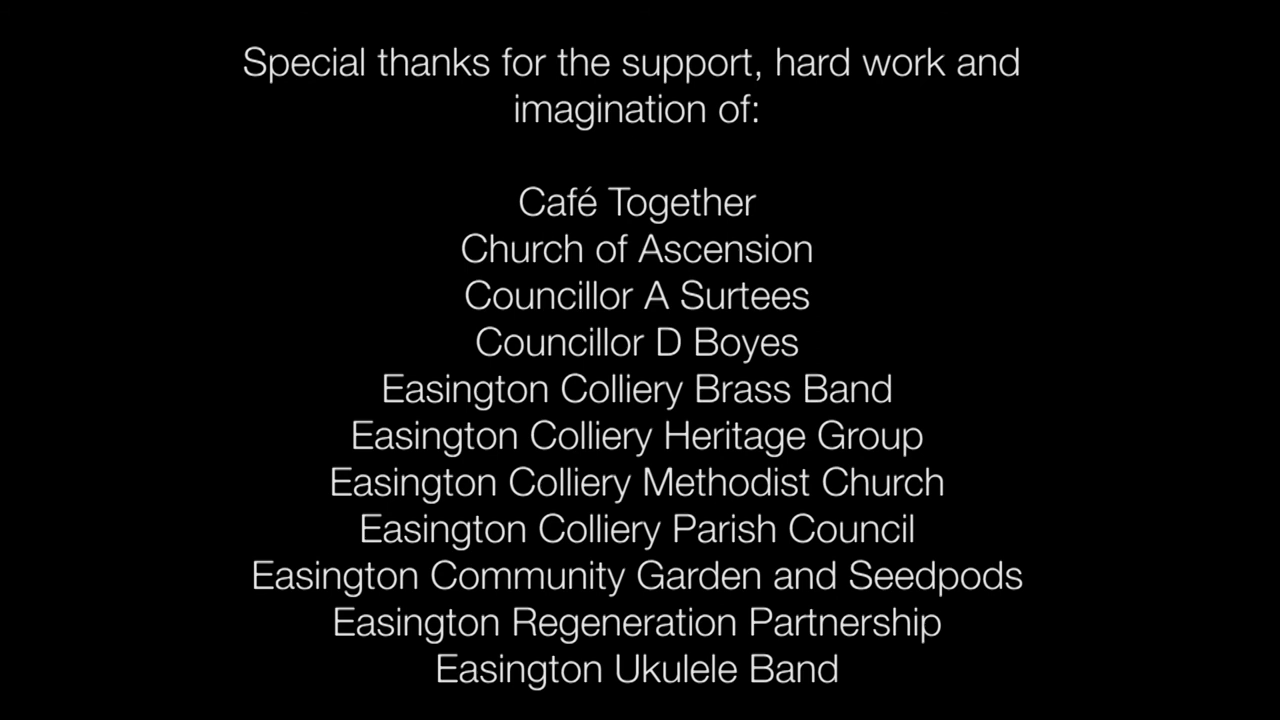 Special thanks for the support, hard work and
imagination of:
Café Together
Church of Ascension
Councillor A Surtees
Councillor D Boyes
Easington Colliery Brass Band
Easington Colliery Heritage Group
Easington Colliery Methodist Church
Easington Colliery Parish Council
Easington Community Garden and Seedpods
Easington Regeneration Partnership
Easington Ukulele Band